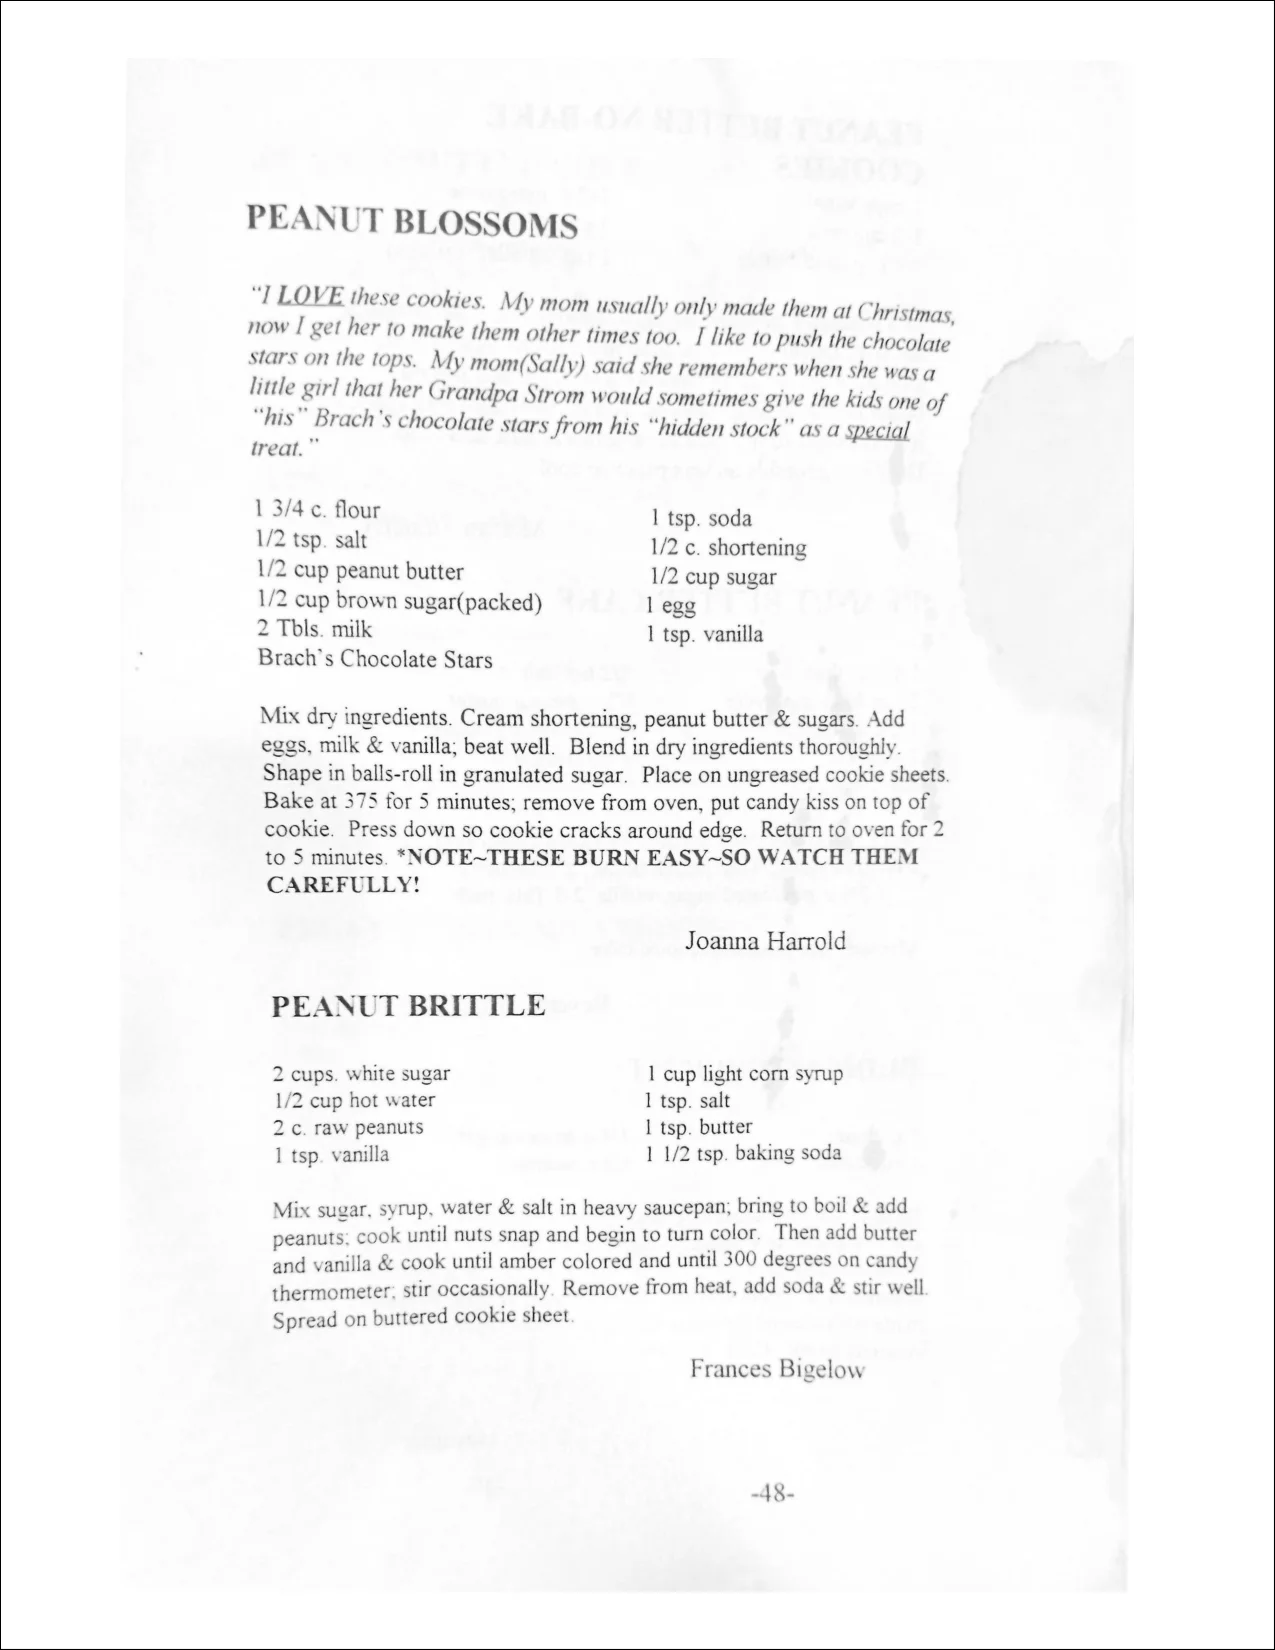 PEANUT BLOSSOMS
"I LOVE these cookies. My mom usually only made them at Christmas,
now I get her to make them other times too. I like to push the chocolate
stars on the tops. My mom(Sally) said she remembers when she was a
little girl that her Grandpa Strom would sometimes give the kids one of
"his" Brach's chocolate stars from his "hidden stock" as a special
treat."
1 3/4 c. flour
1/2 tsp. salt
1/2 cup peanut butter
1/2 cup brown sugar(packed)
2 Tbls. milk
Brach's Chocolate Stars
1 tsp. soda
1/2 c. shortening
1/2 cup sugar
1 egg
1 tsp. vanilla
Mix dry ingredients. Cream shortening, peanut butter & sugars. Add
eggs, milk & vanilla; beat well. Blend in dry ingredients thoroughly.
Shape in balls-roll in granulated sugar. Place on ungreased cookie sheets.
Bake at 375 for 5 minutes; remove from oven, put candy kiss on top of
cookie. Press down so cookie cracks around edge. Return to oven for 2
to 5 minutes. *NOTE~THESE BURN EASY~SO WATCH THEM
CAREFULLY!
Joanna Harrold
PEANUT BRITTLE
2 cups. white sugar
1/2 cup hot water
2 c. raw peanuts
1 tsp. vanilla
1 cup light corn syrup
1 tsp. salt
1 tsp. butter
1 1/2 tsp. baking soda
Mix sugar, syrup, water & salt in heavy saucepan; bring to boil & add
peanuts; cook until nuts snap and begin to turn color. Then add butter
and vanilla & cook until amber colored and until 300 degrees on candy
thermometer; stir occasionally. Remove from heat, add soda & stir well.
Spread on buttered cookie sheet.
Frances Bigelow
-48-